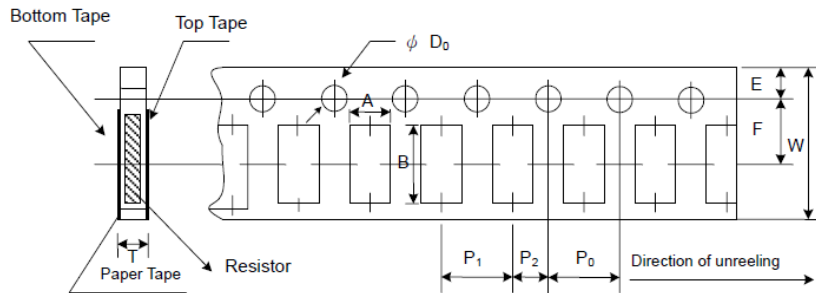 Bottom Tape
Top Tape
ϕ D₀
A
E
F
W
B
T
P₁
P₂
P₀
Direction of unreeling
Resistor
Paper Tape